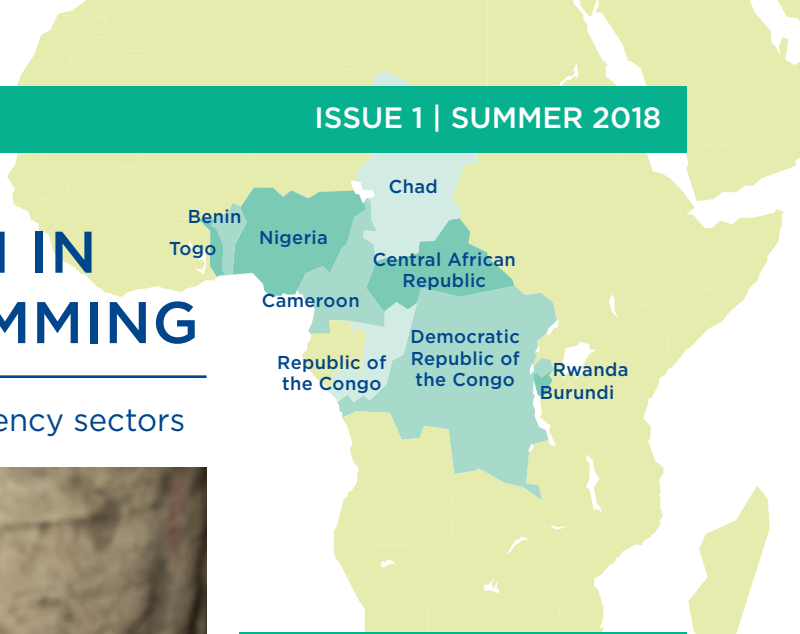 ISSUE 1 | SUMMER 2018
IN
MMING
ency sectors
Chad
Benin
Togo
Nigeria
Central African
Republic
Cameroon
Democratic
Republic of
the Congo
Republic of
the Congo
Rwanda
Burundi